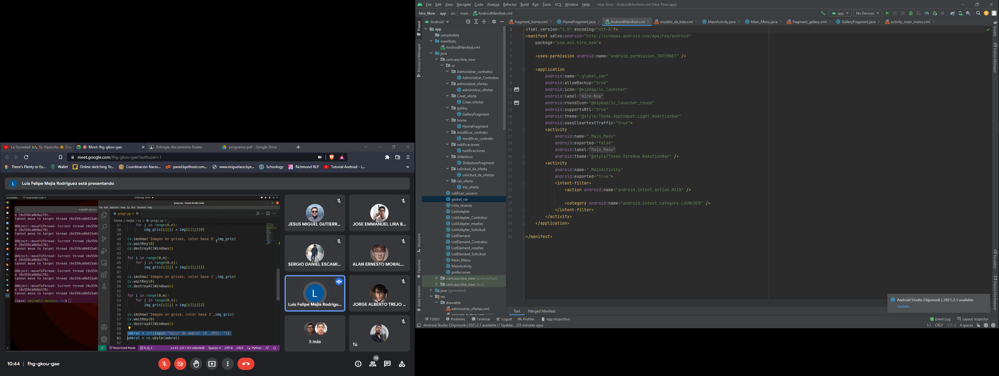 La Sociedad Es Hipócrita Cua
Meet: fhg-gkou-gae
Entregar documentos finales
programar.pdf - Google Drive
meet.google.com/fhg-gkou-gae?authuser=1
There's Plenty to Ex...
Wallet
Online sketching Te...
Coordinación Nacio...
panel.byethost.com...
www.miguelaoz.bye...
Schoology
Richmond RLP
Tutorial Android - L...
L
Luis Felipe Mejia Rodriguez está presentando
Actividades
Visual Studio Code
23 de may 10:44
prog1.py - Visual Studio Code
mejia@lf-ubuntu:
File Edit Selection View Go Run Terminal Help
prog1.py 2
home > mejia > cv > prog1.py > ...
d (0x559ca0b9a170).
Cannot move to target thread (0x559ca0b015a0)
QObject::moveToThread: Current thread (0x559c
d (0x559ca0b9a170).
Cannot move to target thread (0x559ca0b015a0)
QObject::moveToThread: Current thread (0x559c
d (0x559ca0b9a170).
Cannot move to target thread (0x559ca0b015a0)
QObject::moveToThread: Current thread (0x559c
d (0x559ca0b9a170).
Cannot move to target thread (0x559ca0b015a0)
QObject::moveToThread: Current thread (0x559c
d (0x559ca0b9a170).
Cannot move to target thread (0x559ca0b015a0)
QObject::moveToThread: Current thread (0x559c
d (0x559ca0b9a170).
Cannot move to target thread (0x559ca0b015a0)
(base) mejia@lf-ubuntu:~/cv$
37 for j in range(0,n):
38 img_gris[i][j] = img[i][j][0]
39
40 cv.imshow('Imagen en grises, color base 0',img_gris)
41 cv.waitKey(0)
42 cv.destroyAllWindows()
43
44 for i in range(0,m):
45 for j in range(0,n):
46 img_gris[i][j] = img[i][j][1]
47
48 cv.imshow('Imagen en grises, color base 1',img_gris)
49 cv.waitKey(0)
50 cv.destroyAllWindows()
51
52 for i in range(0,m):
53 for j in range(0,n):
54 img_gris[i][j] = img[i][j][2]
55
56 cv.imshow('Imagen en grise, color base 2',img_gris)
57 cv.waitKey(0)
58 cv.destroyAllWindows()
59
60 umbral = int(input("Valor de umbral (0..255): "))
61 umbral = np.ubyte(umbral)
62
Restricted Mode 0 2 Ln 61, Col 1 (51 selected) Spaces: 4 UTF-8 CRLF Python
JESUS MIGUEL GUTIERR...
JOSE EMMANUEL LIRA B...
SERGIO DANIEL ESCAMI...
ALAN ERNESTO MORAL...
L
Luis Felipe Mejia Rodrigu...
JORGE ALBERTO TREJO ...
5 más
Tú
10:44 | fhg-gkou-gae
13
File Edit View Navigate Code Analyze Refactor Build Run Tools VCS Window Help
Hire-Now - AndroidManifest.xml [Hire-Now.app]
hire_Now app src main AndroidManifest.xml
app
No Devices
Android
fragment_home.xml
HomeFragment.java
AndroidManifest.xml
modelo_de_lista.xml
MainActivity.java
Main_Menu.java
fragment_gallery.xml
GalleryFragment.java
activity_main_menu.xml
Project
Resource Manager
Structure
Favorites
Build Variants
app
sampledata
manifests
AndroidManifest.xml
java
com.aoz.hire_now
ui
Administrar_contratos
Administrar_Contratos
administrat_ofertas
administrar_ofertas
Creat_oferta
Crear_ofertas
gallery
GalleryFragment
home
HomeFragment
modificar_contrato
modificar_contrato
notificaciones
notificaciones
slideshow
SlideshowFragment
solicitud_de_oferta
solicitud_de_ofertas
ver_oferta
Ver_oferta
calificar_usuario
global_var
Lista_resenas
ListAdapter
ListAdapter_Contratos
ListAdapter_reseñas
ListAdapter_Solicitud
ListElement
ListElement_Contratos
ListElement_reseñas
ListElement_Solicitud
Main_Menu
MainActivity
profeciones
com.aoz.hire_now (androidTest)
com.aoz.hire_now (test)
java (generated)
res
drawable
administrar_ofertas.xml
animate_button.xml (v24)
1 <?xml version="1.0" encoding="utf-8"?>
2 <manifest xmlns:android="http://schemas.android.com/apk/res/android"
3 package="com.aoz.hire_now">
4
5 <uses-permission android:name="android.permission.INTERNET" />
6
7 <application
8 android:name=".global_var"
9 android:allowBackup="true"
10 android:icon="@mipmap/ic_launcher"
11 android:label="Hire-Now"
12 android:roundIcon="@mipmap/ic_launcher_round"
13 android:supportsRtl="true"
14 android:theme="@style/Theme.AppCompat.Light.NoActionBar"
15 android:usesCleartextTraffic="true">
16 <activity
17 android:name=".Main_Menu"
18 android:exported="false"
19 android:label="Main_Menu"
20 android:theme="@style/Theme.HireNow.NoActionBar" />
21 <activity
22 android:name=".MainActivity"
23 android:exported="true">
24 <intent-filter>
25 <action android:name="android.intent.action.MAIN" />
26
27 <category android:name="android.intent.category.LAUNCHER" />
28 </intent-filter>
29 </activity>
30 </application>
31
32 </manifest>
Gradle
Device Manager
Emulator
Device File Explorer
Android Studio Chipmunk | 2021.2.1 available
Update...
Text
Merged Manifest
TODO
Problems
Terminal
Logcat
Profiler
App Inspection
1 Event Log
Layout Inspector
Android Studio Chipmunk | 2021.2.1 available // Update... (25 minutes ago)
1:1 CRLF UTF-8 4 spaces